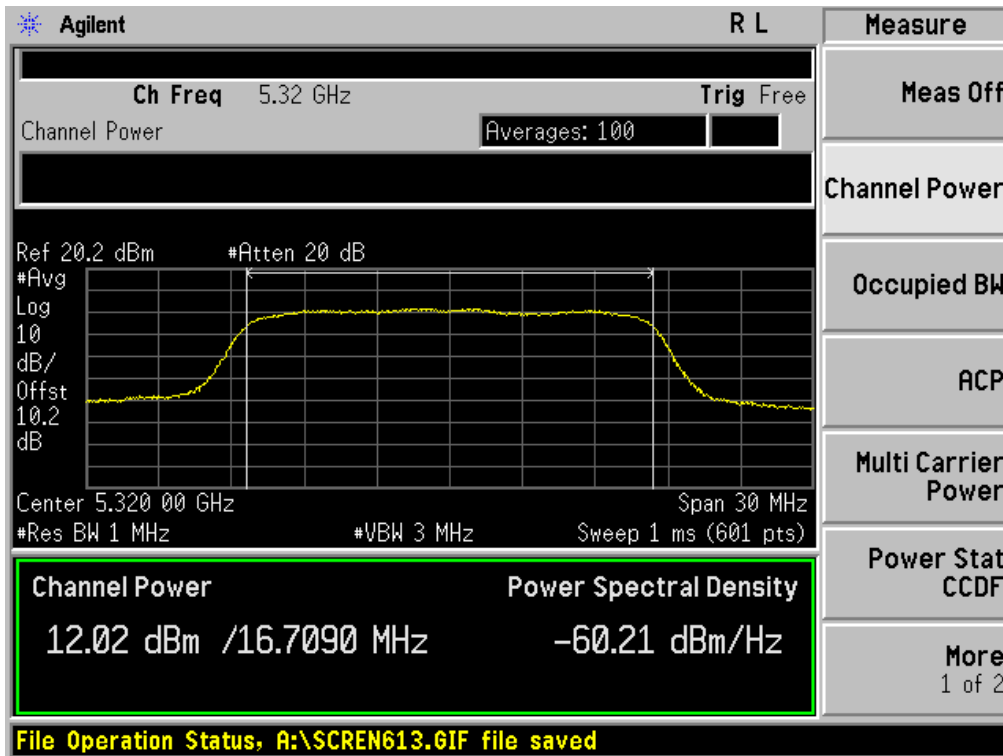 Agilent R L Measure
Ch Freq 5.32 GHz Trig Free
Channel Power Averages: 100
Ref 20.2 dBm #Atten 20 dB
#Avg
Log
10
dB/
Offst
10.2
dB
Center 5.320 00 GHz Span 30 MHz
#Res BW 1 MHz #VBW 3 MHz Sweep 1 ms (601 pts)
Channel Power Power Spectral Density
12.02 dBm /16.7090 MHz -60.21 dBm/Hz
File Operation Status, A:\SCREN613.GIF file saved
Meas Off
Channel Power
Occupied BW
ACP
Multi Carrier
Power
Power Stat
CCDF
More
1 of 2